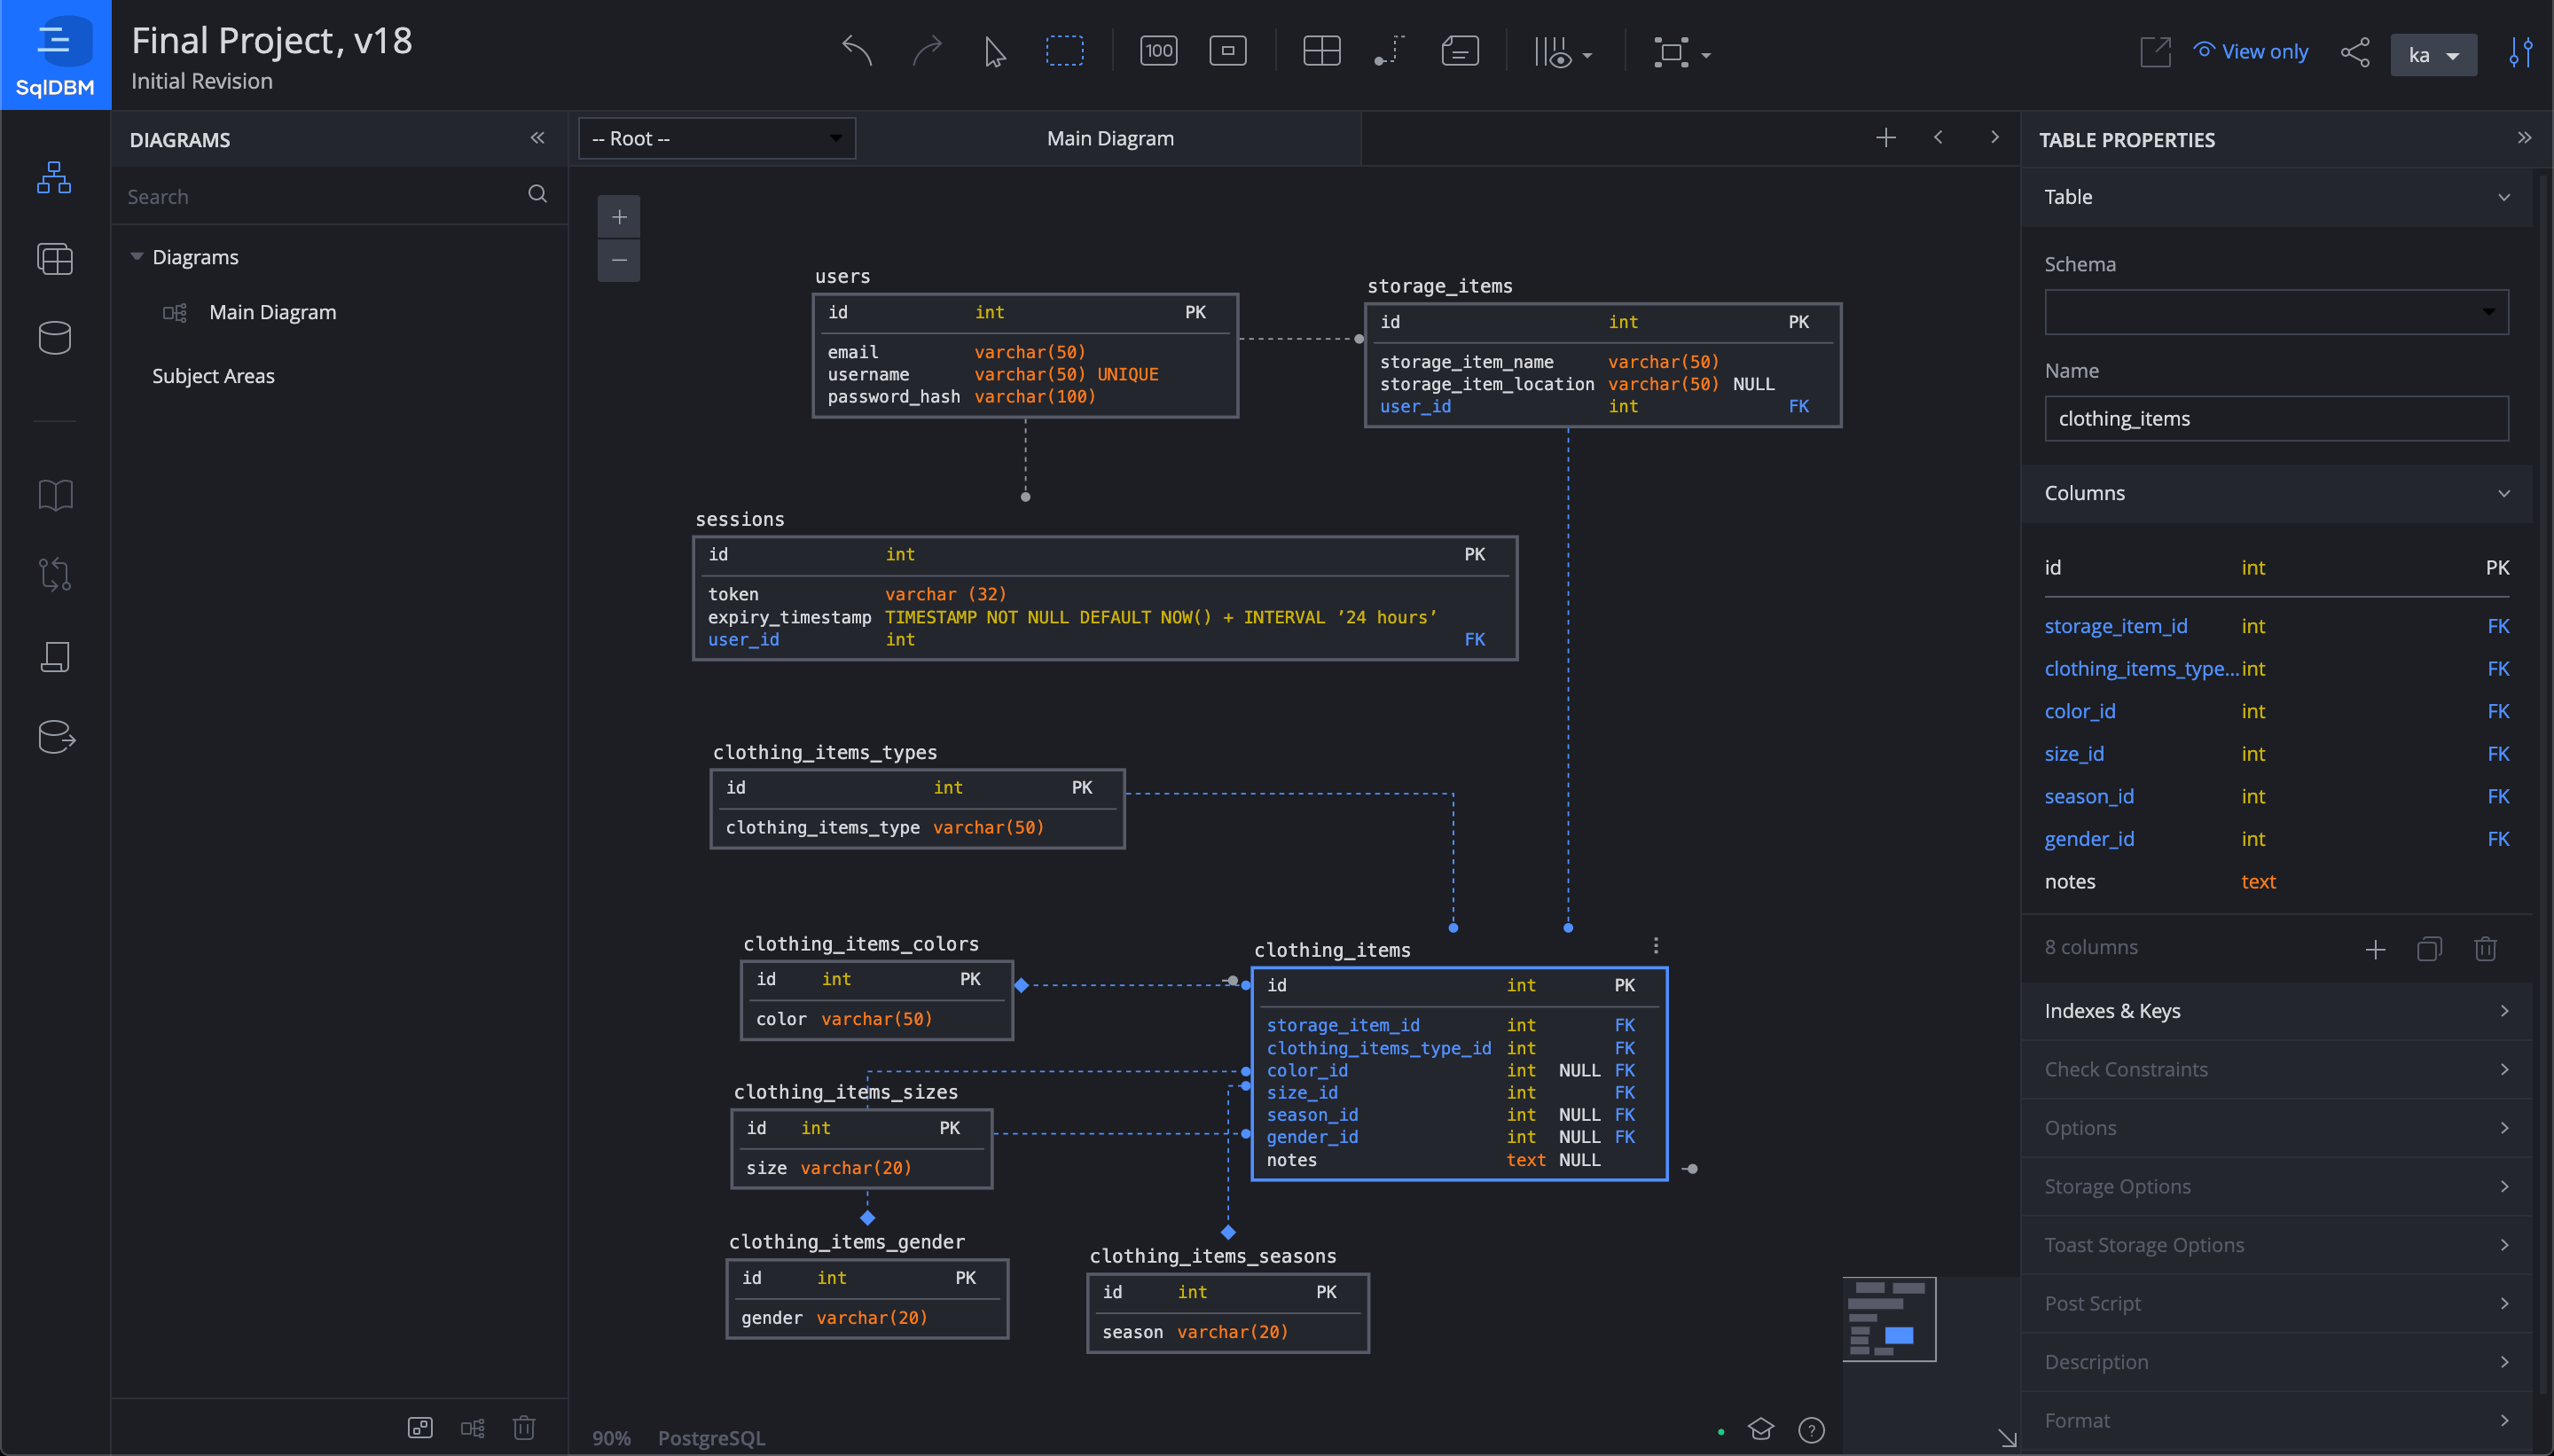 SqlDBM
Final Project, v18
Initial Revision
100
View only
ka
DIAGRAMS
Search
Diagrams
Main Diagram
Subject Areas
-- Root --
Main Diagram
users
id int PK
email varchar(50)
username varchar(50) UNIQUE
password_hash varchar(100)
storage_items
id int PK
storage_item_name varchar(50)
storage_item_location varchar(50) NULL
user_id int FK
sessions
id int PK
token varchar (32)
expiry_timestamp TIMESTAMP NOT NULL DEFAULT NOW() + INTERVAL ’24 hours’
user_id int FK
clothing_items_types
id int PK
clothing_items_type varchar(50)
clothing_items_colors
id int PK
color varchar(50)
clothing_items
id int PK
storage_item_id int FK
clothing_items_type_id int FK
color_id int NULL FK
size_id int FK
season_id int NULL FK
gender_id int NULL FK
notes text NULL
clothing_items_sizes
id int PK
size varchar(20)
clothing_items_gender
id int PK
gender varchar(20)
clothing_items_seasons
id int PK
season varchar(20)
90% PostgreSQL
?
TABLE PROPERTIES
Table
Schema
Name
clothing_items
Columns
id int PK
storage_item_id int FK
clothing_items_type... int FK
color_id int FK
size_id int FK
season_id int FK
gender_id int FK
notes text
8 columns
Indexes & Keys
Check Constraints
Options
Storage Options
Toast Storage Options
Post Script
Description
Format